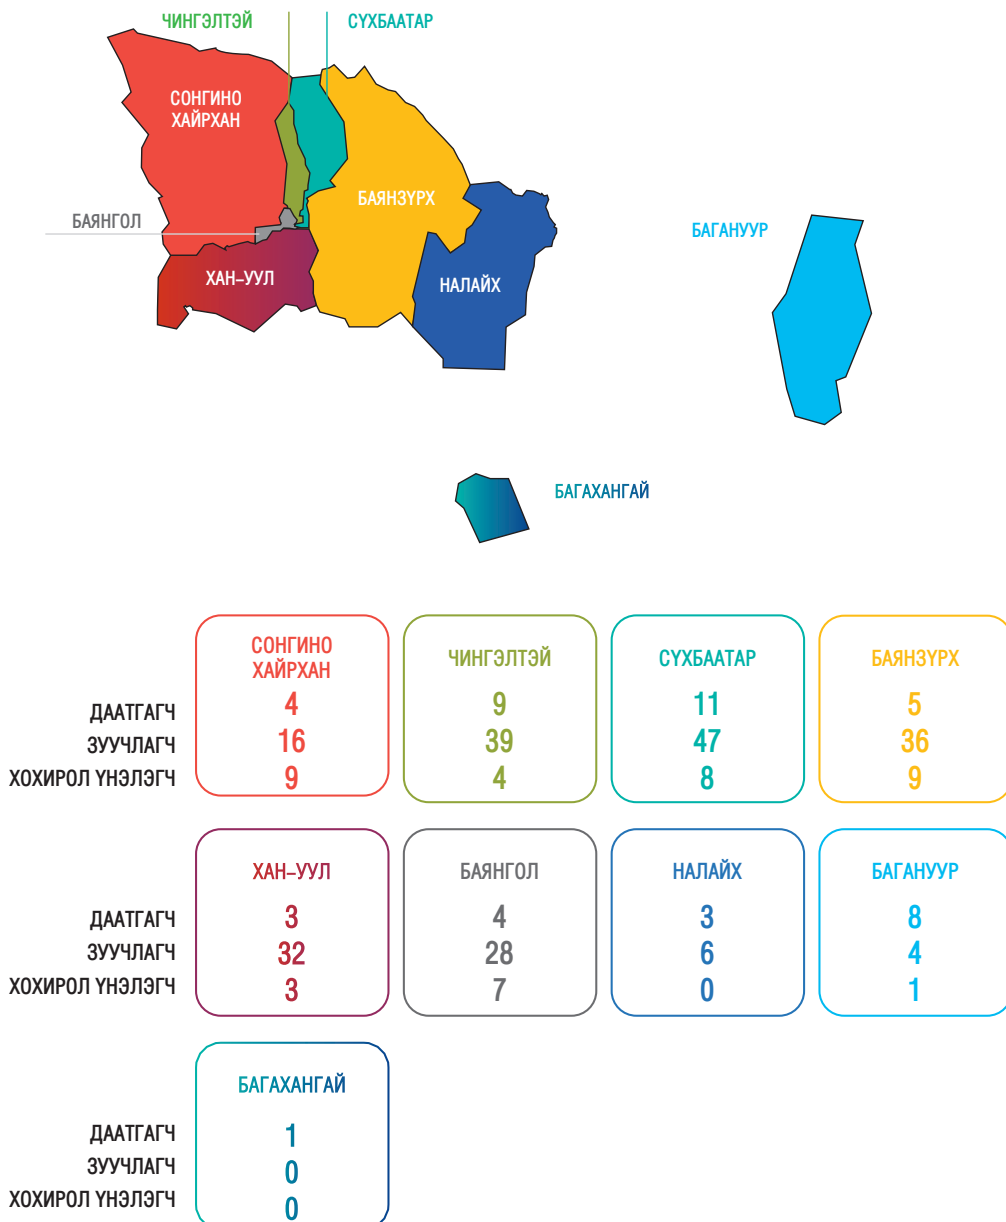 ЧИНГЭЛТЭЙ
СҮХБААТАР
СОНГИНО
ХАЙРХАН
БАЯНЗҮРХ
БАЯНГОЛ
БАГАНУУР
ХАН–УУЛ
НАЛАЙХ
БАГАХАНГАЙ
СОНГИНО
ХАЙРХАН
ЧИНГЭЛТЭЙ
СҮХБААТАР
БАЯНЗҮРХ
ДААТГАГЧ 4 9 11 5
ЗУУЧЛАГЧ 16 39 47 36
ХОХИРОЛ ҮНЭЛЭГЧ 9 4 8 9
ХАН–УУЛ БАЯНГОЛ НАЛАЙХ БАГАНУУР
ДААТГАГЧ 3 4 3 8
ЗУУЧЛАГЧ 32 28 6 4
ХОХИРОЛ ҮНЭЛЭГЧ 3 7 0 1
БАГАХАНГАЙ
ДААТГАГЧ 1
ЗУУЧЛАГЧ 0
ХОХИРОЛ ҮНЭЛЭГЧ 0